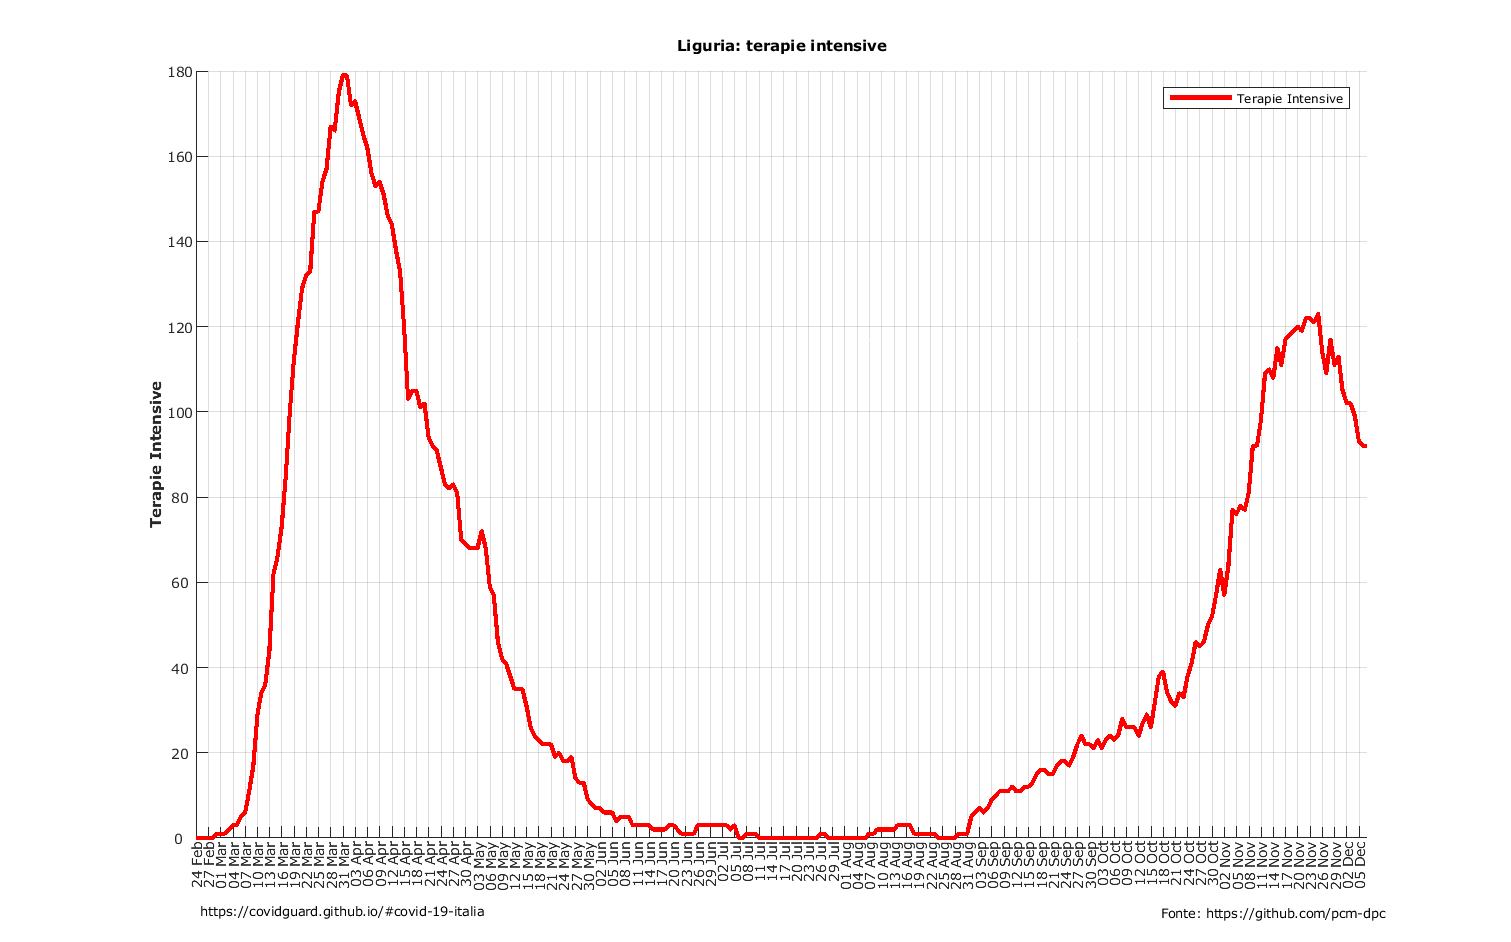 Liguria: terapie intensive
Terapie Intensive
Terapie Intensive
180
160
140
120
100
80
60
40
20
0
24 Feb
27 Feb
01 Mar
04 Mar
07 Mar
10 Mar
13 Mar
16 Mar
19 Mar
22 Mar
25 Mar
28 Mar
31 Mar
03 Apr
06 Apr
09 Apr
12 Apr
15 Apr
18 Apr
21 Apr
24 Apr
27 Apr
30 Apr
03 May
06 May
09 May
12 May
15 May
18 May
21 May
24 May
27 May
30 May
02 Jun
05 Jun
08 Jun
11 Jun
14 Jun
17 Jun
20 Jun
23 Jun
26 Jun
29 Jun
02 Jul
05 Jul
08 Jul
11 Jul
14 Jul
17 Jul
20 Jul
23 Jul
26 Jul
29 Jul
01 Aug
04 Aug
07 Aug
10 Aug
13 Aug
16 Aug
19 Aug
22 Aug
25 Aug
28 Aug
31 Aug
03 Sep
06 Sep
09 Sep
12 Sep
15 Sep
18 Sep
21 Sep
24 Sep
27 Sep
30 Sep
03 Oct
06 Oct
09 Oct
12 Oct
15 Oct
18 Oct
21 Oct
24 Oct
27 Oct
30 Oct
02 Nov
05 Nov
08 Nov
11 Nov
14 Nov
17 Nov
20 Nov
23 Nov
26 Nov
29 Nov
02 Dec
05 Dec
https://covidguard.github.io/#covid-19-italia
Fonte: https://github.com/pcm-dpc